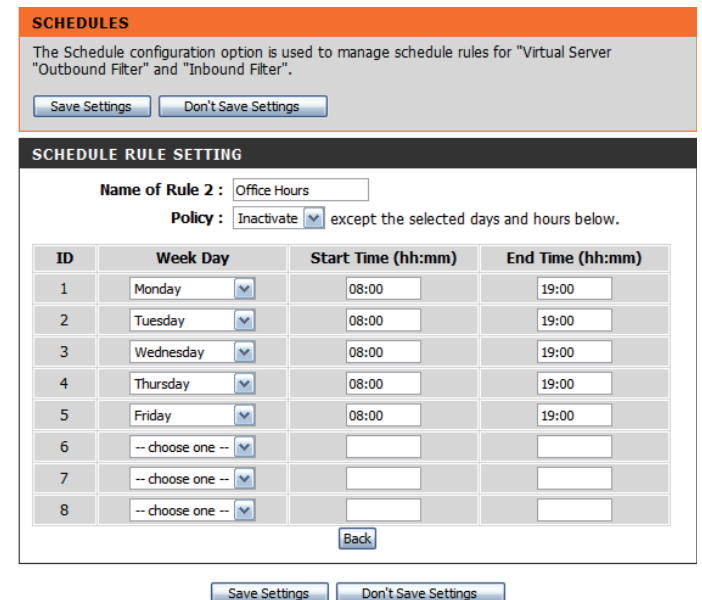 SCHEDULES
The Schedule configuration option is used to manage schedule rules for "Virtual Server
"Outbound Filter" and "Inbound Filter".
Save Settings Don't Save Settings
SCHEDULE RULE SETTING
Name of Rule 2 : Office Hours
Policy : Inactivate except the selected days and hours below.
ID Week Day Start Time (hh:mm) End Time (hh:mm)
1 Monday 08:00 19:00
2 Tuesday 08:00 19:00
3 Wednesday 08:00 19:00
4 Thursday 08:00 19:00
5 Friday 08:00 19:00
6 -- choose one --
7 -- choose one --
8 -- choose one --
Back
Save Settings Don't Save Settings